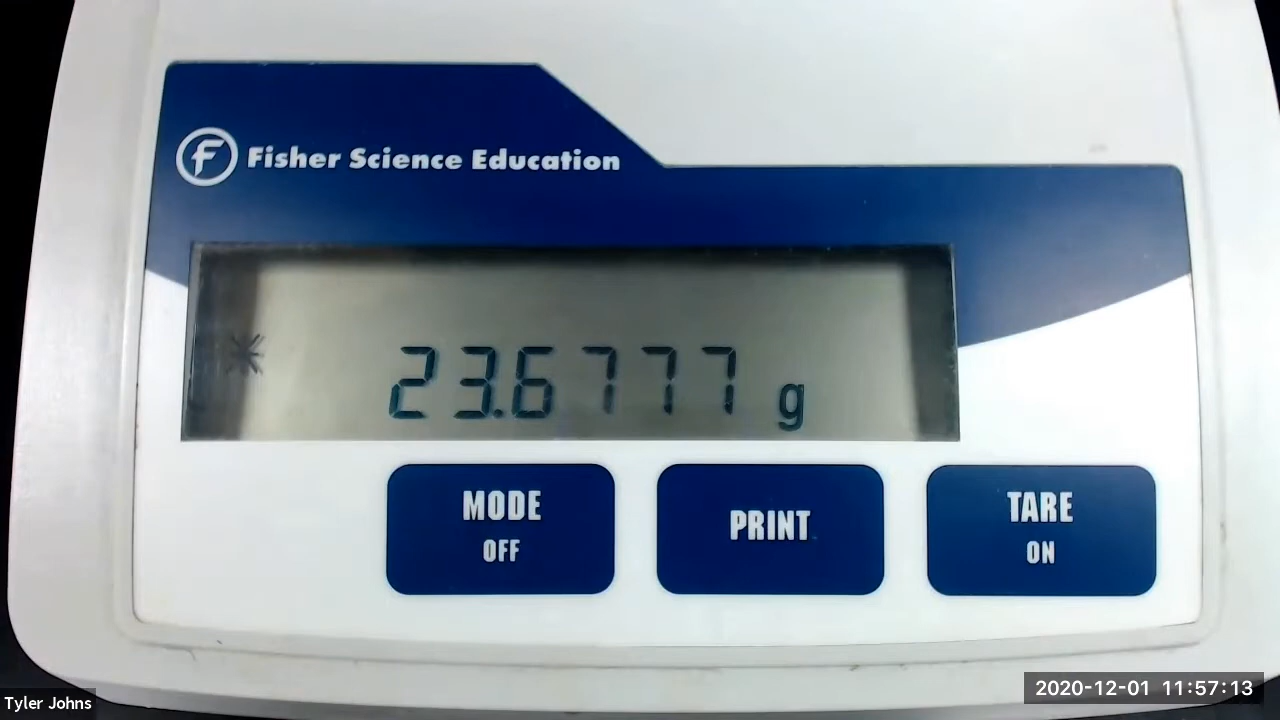 F Fisher Science Education
* 23.6777 g
MODE PRINT TARE
OFF ON
Tyler Johns
2020-12-01 11:57:13